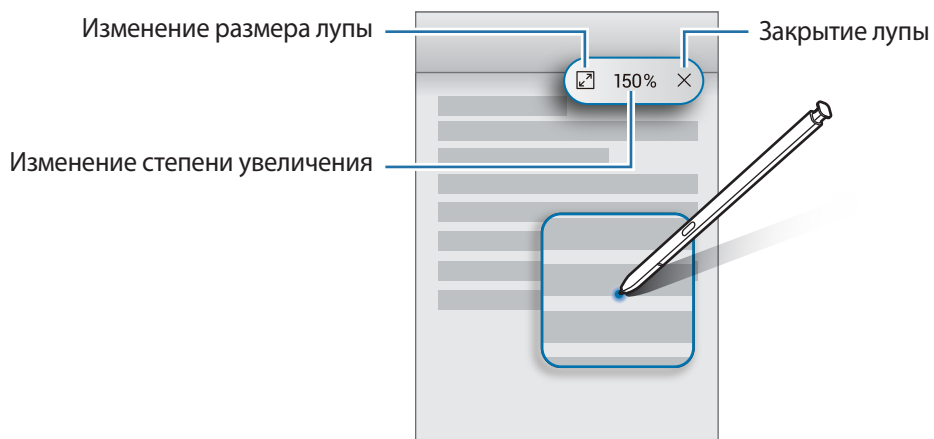 Изменение размера лупы
Закрытие лупы
150%
Изменение степени увеличения